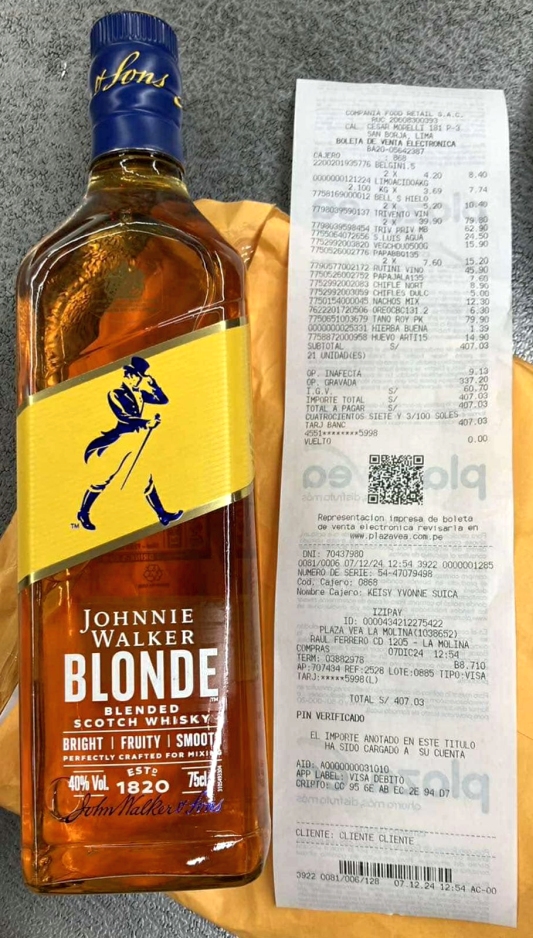 & Sons
JOHNNIE
WALKER
BLONDE
BLENDED
SCOTCH WHISKY
BRIGHT | FRUITY | SMOOTH
PERFECTLY CRAFTED FOR MIXING
40% Vol.
ESTD
1820
75cl
John Walker & Sons
TM
COMPAÑIA FOOD RETAIL S.A.C.
RUC 20608300393
CAL. CESAR MORELLI 181 P-3
SAN BORJA, LIMA
BOLETA DE VENTA ELECTRONICA
BA20-05642387
CAJERO : 868
2200201935776 BELGIN1.5
2 X 4.20 8.40
0000000121224 LIMOACIDOAKG
2.100 KG X 3.69 7.74
7758169000012 BELL S HIELO
2 X 5.20 10.40
7798039590137 TRIVENTO VIN
2 X 39.90 79.80
7798039598454 TRIV PRIV MB 62.90
7755064072656 S.LUIS AGUA 24.50
7752992003820 VEGCHOU500G 15.90
7750526002776 PAPABBQ135
2 X 7.60 15.20
7790577002172 RUTINI VINO 45.90
7750526002752 PAPAJALA135 7.60
7752992002083 CHIFLE NORT 8.90
7752992003059 CHIFLES DULC 5.00
7750154000045 NACHOS MIX 12.30
7622201720506 OREOCBC131.2 6.30
7750651003679 TANO ROY PK 79.90
0000000025331 HIERBA BUENA 1.39
7758872000958 HUEVO ARTI15 14.90
SUBTOTAL S/ 407.03
21 UNIDAD(ES)
OP. INAFECTA 9.13
OP. GRAVADA 337.20
I.G.V. S/ 60.70
IMPORTE TOTAL S/ 407.03
TOTAL A PAGAR S/ 407.03
CUATROCIENTOS SIETE Y 3/100 SOLES
TARJ BANC 407.03
4551********5998
VUELTO 0.00
Representacion impresa de boleta
de venta electronica revisarla en
www.plazavea.com.pe
DNI: 70437980
0081/0006 07/12/24 12:54 3922 0000001285
NUMERO DE SERIE: 54-47079498
Cod. Cajero: 0868
Nombre Cajero: KEISY YVONNE SUICA
IZIPAY
ID: 0000434212275422
PLAZA VEA LA MOLINA(1038652)
RAUL FERRERO CD 1205 - LA MOLINA
COMPRAS 07DIC24 12:54
TERM: 03882978 B8.710
AP:707434 REF:2528 LOTE:0885 TIPO:VISA
TARJ:*****5998(L)
TOTAL S/ 407.03
PIN VERIFICADO
EL IMPORTE ANOTADO EN ESTE TITULO
HA SIDO CARGADO A SU CUENTA
AID: A0000000031010
APP LABEL: VISA DEBITO
CRIPTO: CC 95 6E AB EC 2E 94 D7
CLIENTE: CLIENTE CLIENTE
3922 0081/006/128 07.12.24 12:54 AC-00